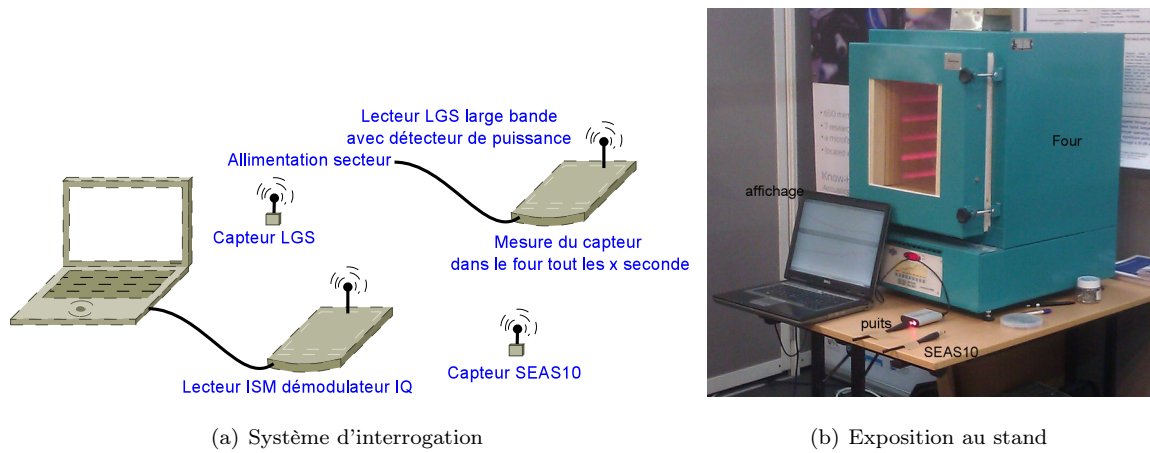 Lecteur LGS large bande
avec détecteur de puissance
Allimentation secteur
Capteur LGS
Mesure du capteur
dans le four tout les x seconde
Lecteur ISM démodulateur IQ
Capteur SEAS10
(a) Système d'interrogation
Four
affichage
puits
SEAS10
Know-H
(b) Exposition au stand